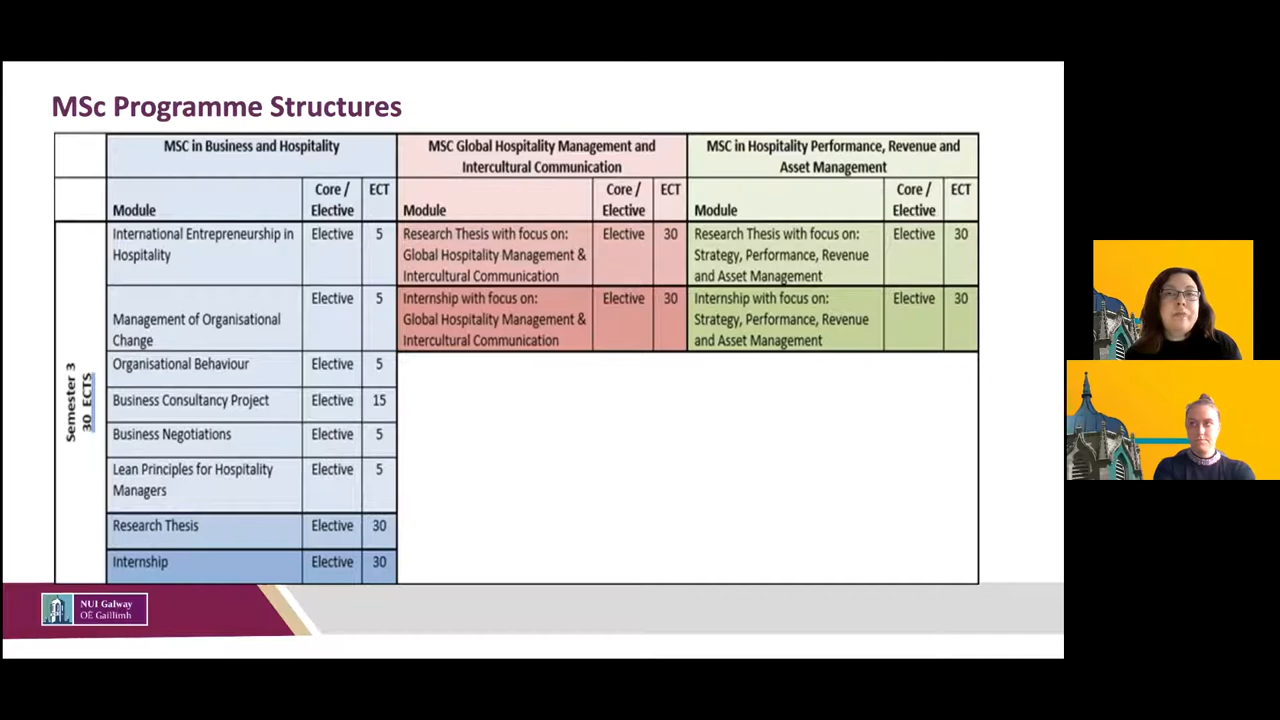 MSc Programme Structures
MSC in Business and Hospitality
MSC Global Hospitality Management and
Intercultural Communication
MSC in Hospitality Performance, Revenue and
Asset Management
Module
Core /
Elective
ECT
Module
Core /
Elective
ECT
Module
Core /
Elective
ECT
Semester 3
30 ECTS
International Entrepreneurship in
Hospitality
Elective
5
Research Thesis with focus on:
Global Hospitality Management &
Intercultural Communication
Elective
30
Research Thesis with focus on:
Strategy, Performance, Revenue
and Asset Management
Elective
30
Management of Organisational
Change
Elective
5
Internship with focus on:
Global Hospitality Management &
Intercultural Communication
Elective
30
Internship with focus on:
Strategy, Performance, Revenue
and Asset Management
Elective
30
Organisational Behaviour
Elective
5
Business Consultancy Project
Elective
15
Business Negotiations
Elective
5
Lean Principles for Hospitality
Managers
Elective
5
Research Thesis
Elective
30
Internship
Elective
30
NUI Galway
OÉ Gaillimh